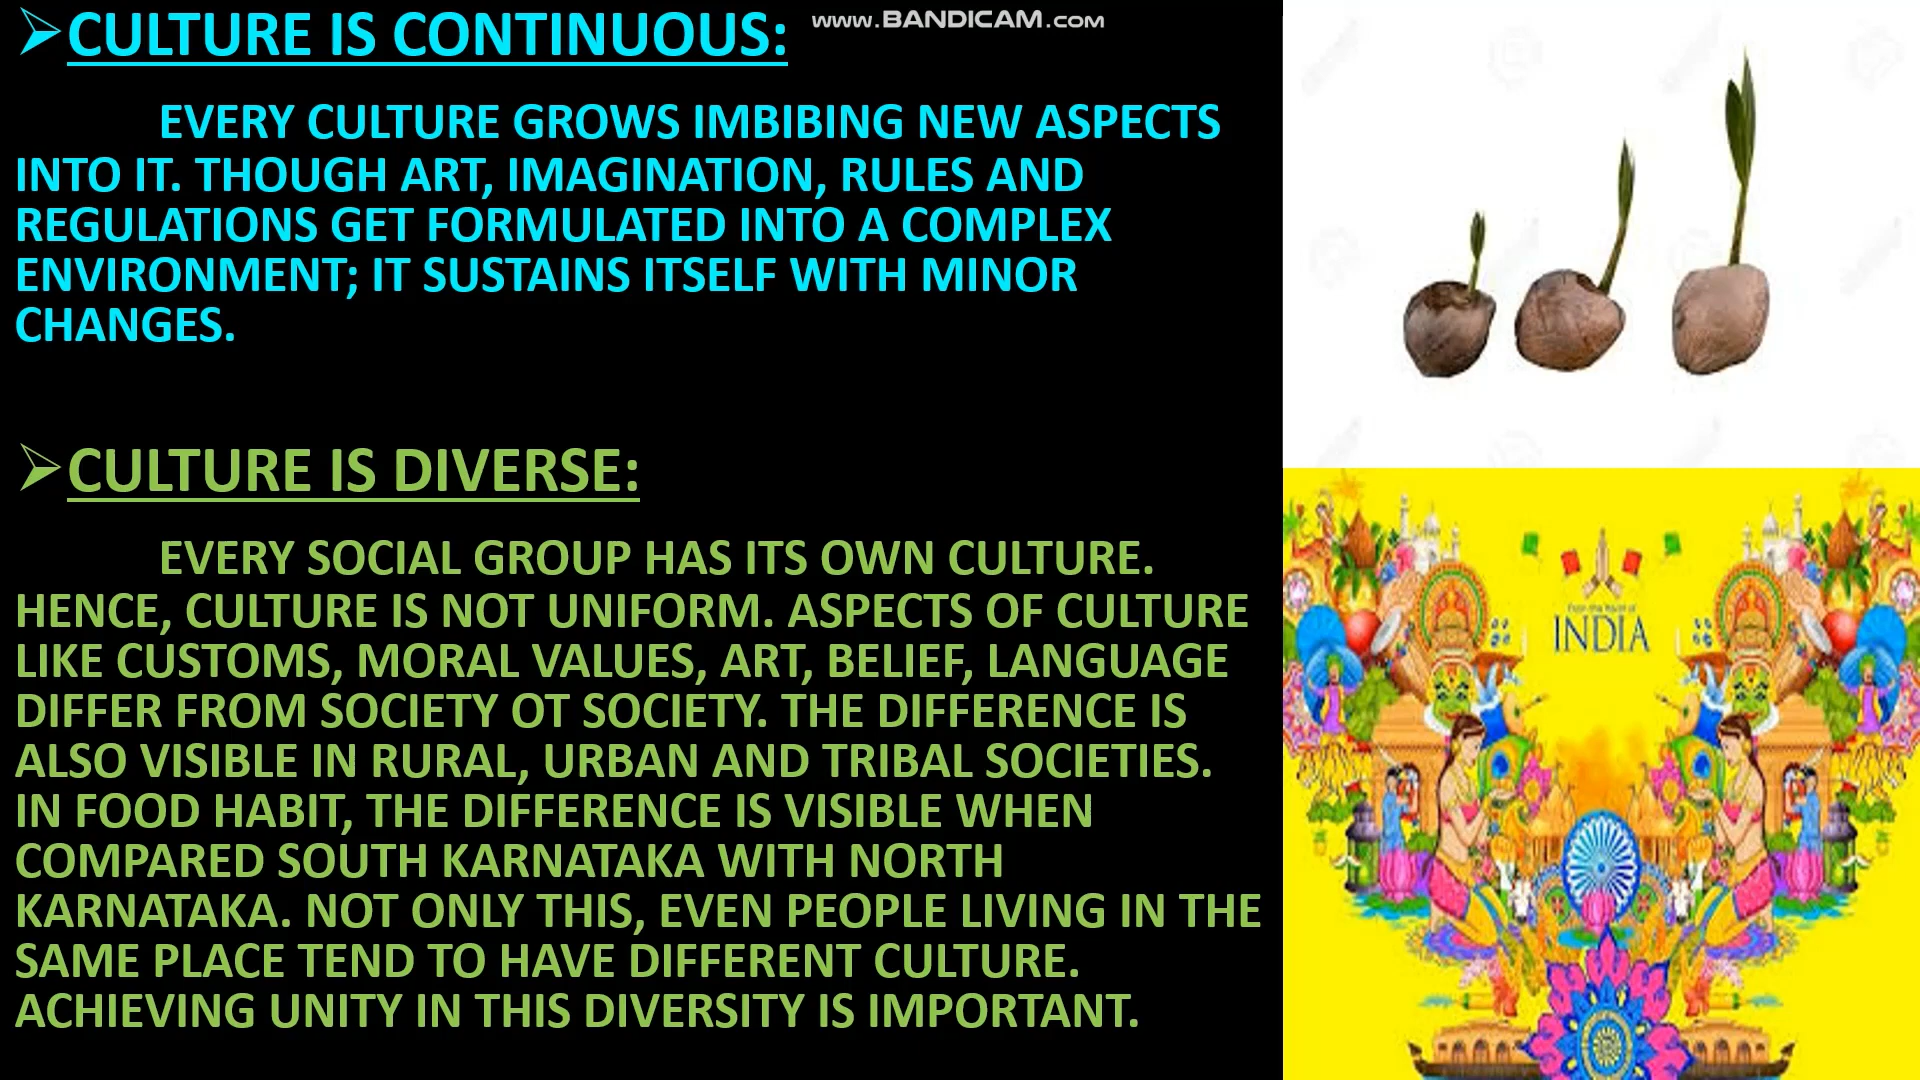 ➢CULTURE IS CONTINUOUS:
www.BANDICAM.com
EVERY CULTURE GROWS IMBIBING NEW ASPECTS
INTO IT. THOUGH ART, IMAGINATION, RULES AND
REGULATIONS GET FORMULATED INTO A COMPLEX
ENVIRONMENT; IT SUSTAINS ITSELF WITH MINOR
CHANGES.
➢CULTURE IS DIVERSE:
EVERY SOCIAL GROUP HAS ITS OWN CULTURE.
HENCE, CULTURE IS NOT UNIFORM. ASPECTS OF CULTURE
LIKE CUSTOMS, MORAL VALUES, ART, BELIEF, LANGUAGE
DIFFER FROM SOCIETY OT SOCIETY. THE DIFFERENCE IS
ALSO VISIBLE IN RURAL, URBAN AND TRIBAL SOCIETIES.
IN FOOD HABIT, THE DIFFERENCE IS VISIBLE WHEN
COMPARED SOUTH KARNATAKA WITH NORTH
KARNATAKA. NOT ONLY THIS, EVEN PEOPLE LIVING IN THE
SAME PLACE TEND TO HAVE DIFFERENT CULTURE.
ACHIEVING UNITY IN THIS DIVERSITY IS IMPORTANT.
INDIA